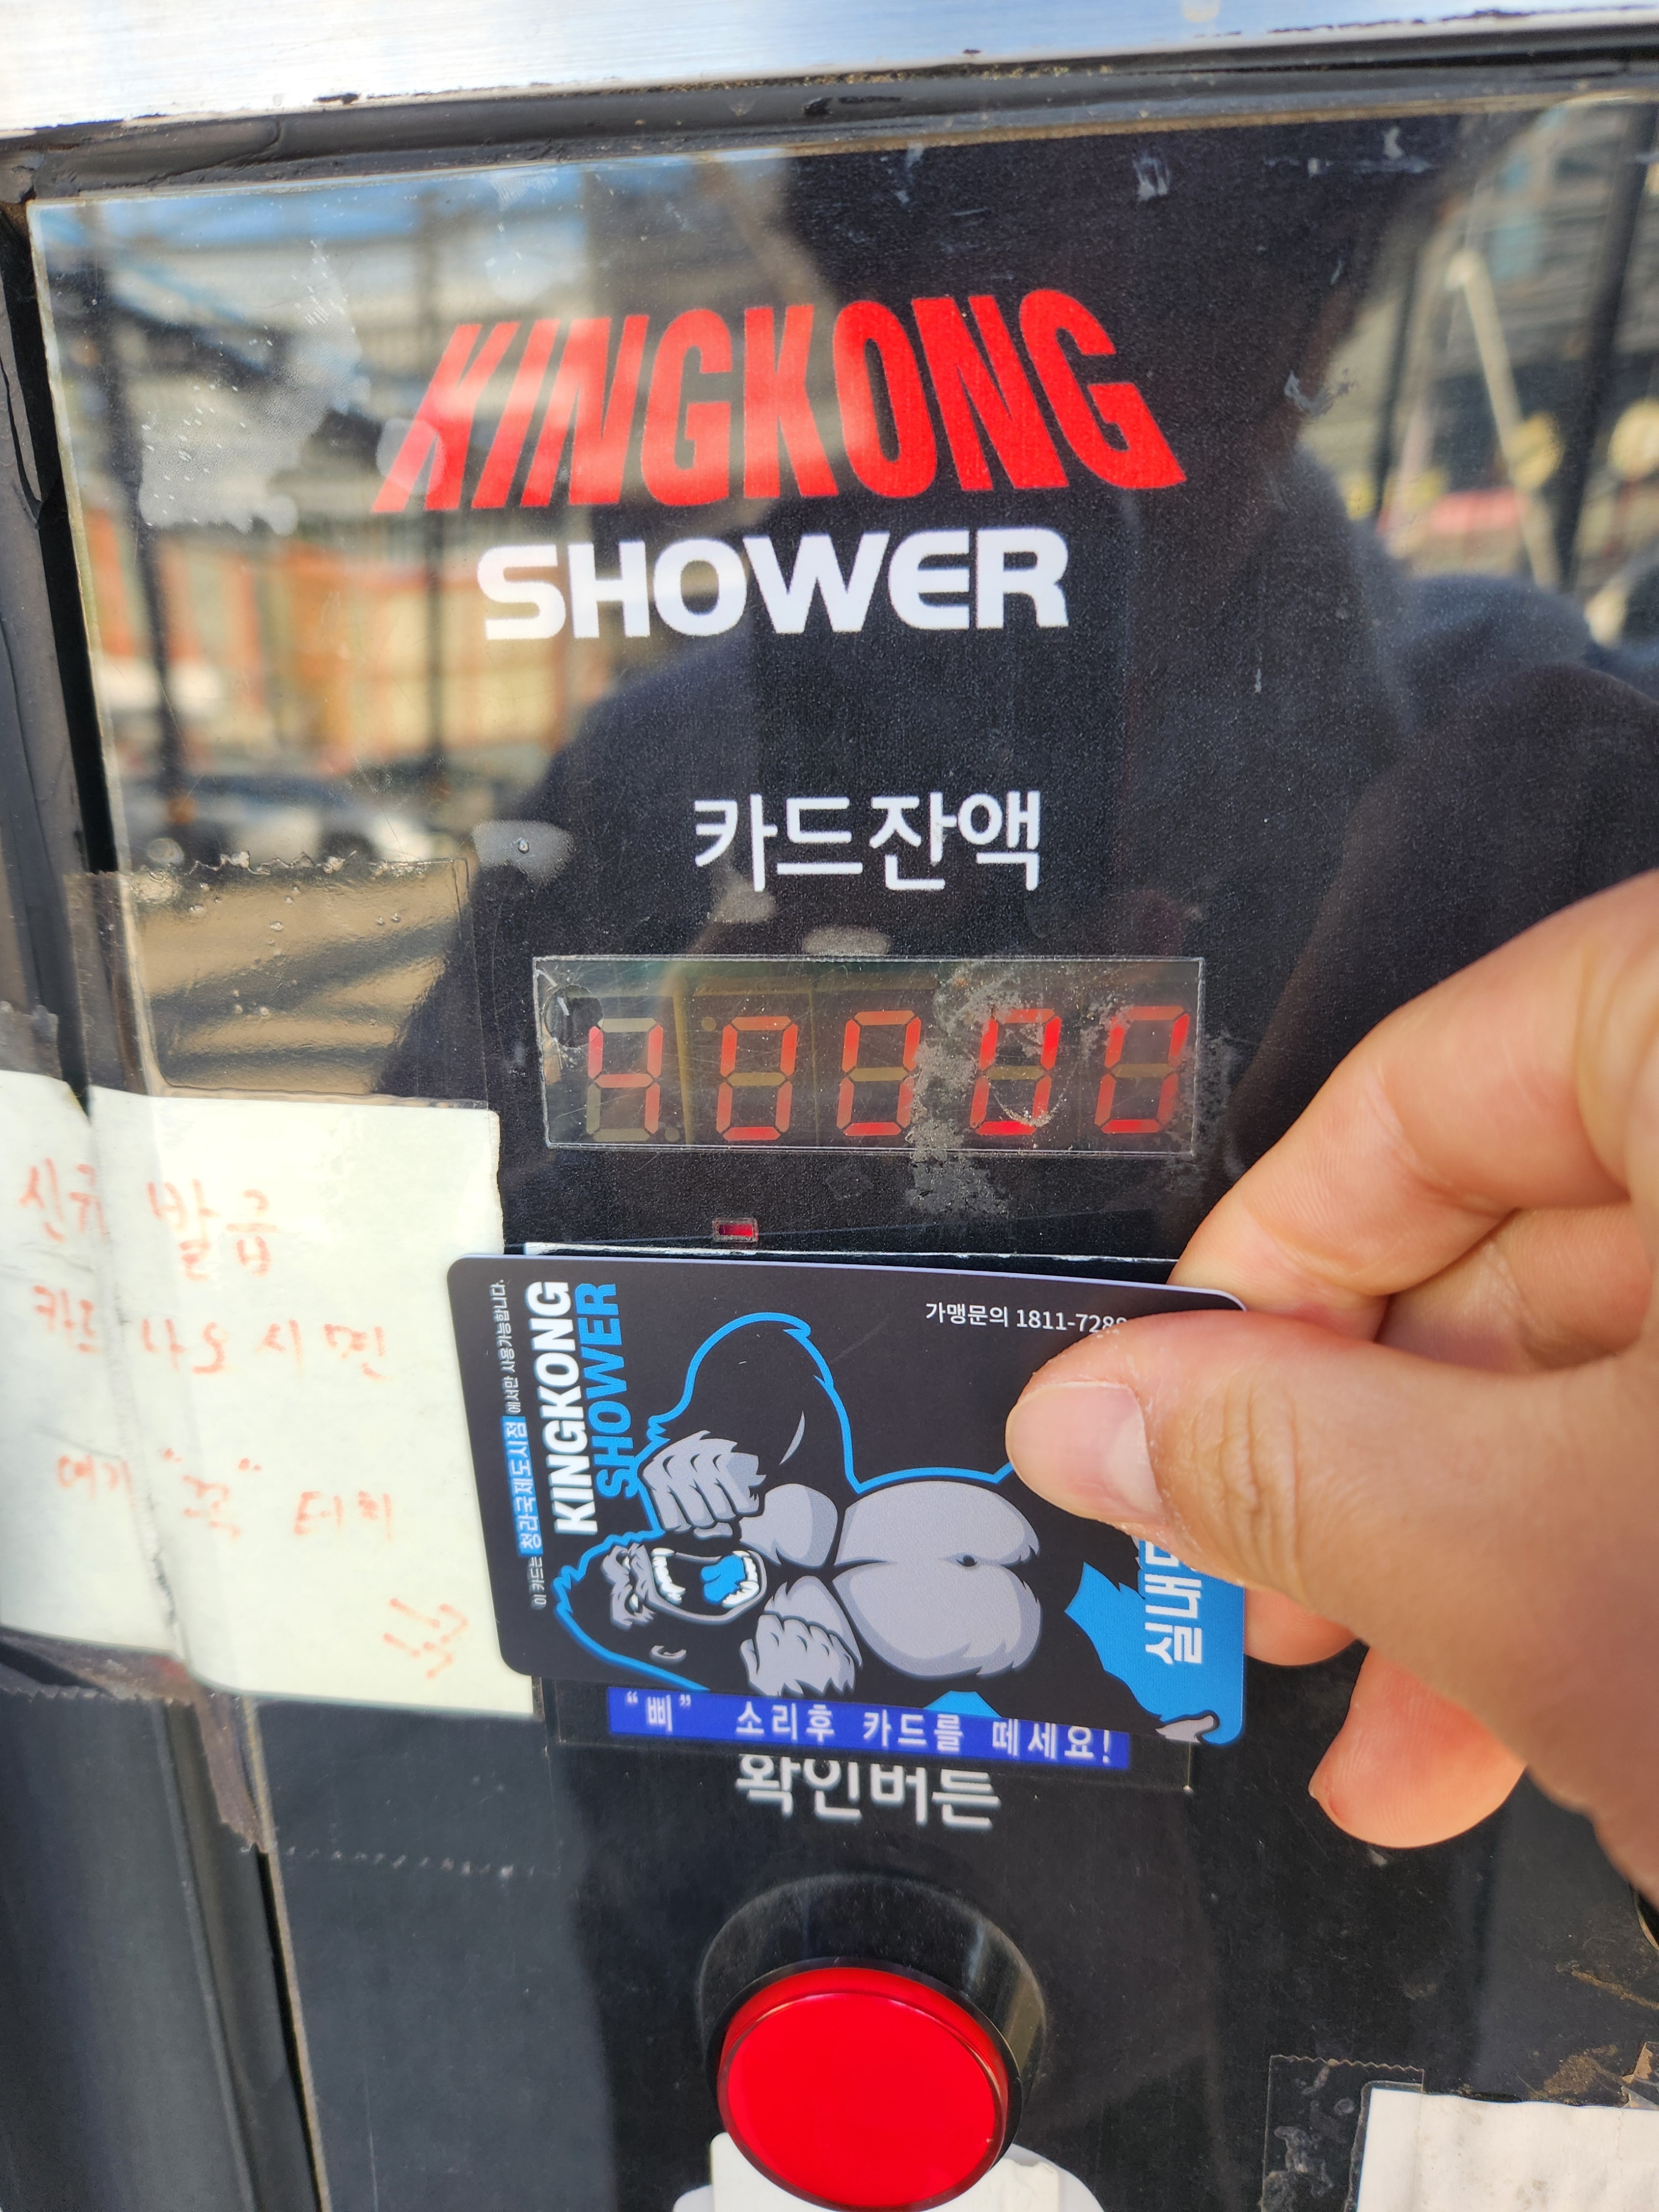 KINGKONG
SHOWER
카드잔액
40000
신규 발급
카드 나오시면
여기 "꼭" 터치
가맹문의 1811-728
이 카드는 청라국제도시점 에서만 사용가능합니다.
KINGKONG
SHOWER
실내
"삐" 소리후 카드를 떼세요!
확인버튼